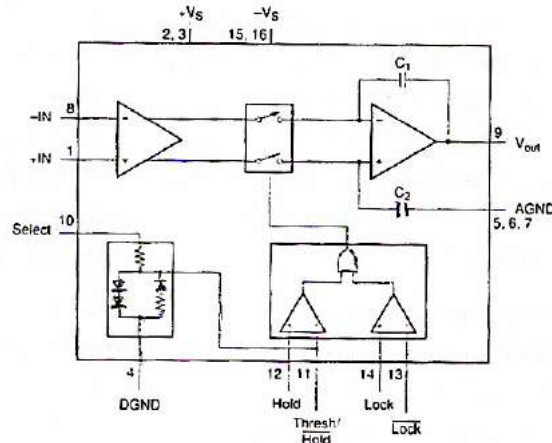 +VS -VS
2, 3 15, 16
C1
-IN 8
9
Vout
+IN 1
C2
10
Select
AGND
5, 6, 7
4 12 11 14 13
DGND Hold Lock Lock
Thresh/
Hold